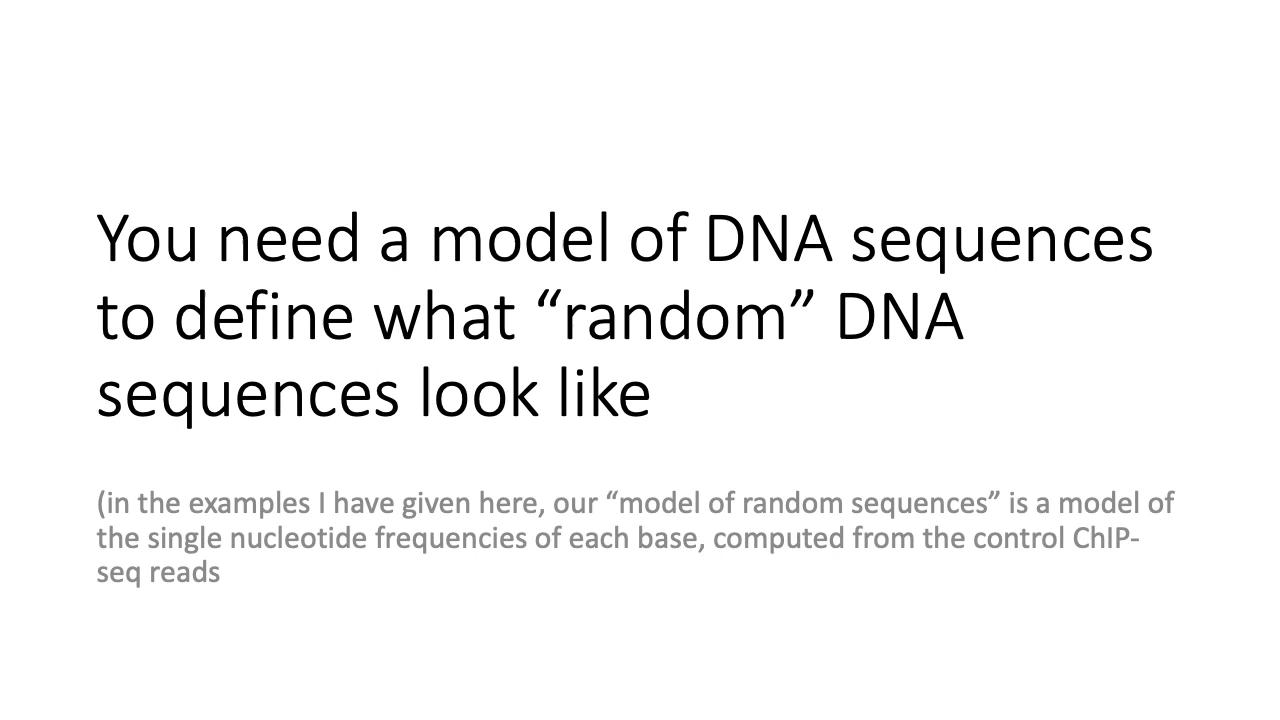 You need a model of DNA sequences
to define what “random” DNA
sequences look like
(in the examples I have given here, our “model of random sequences” is a model of
the single nucleotide frequencies of each base, computed from the control ChIP-
seq reads